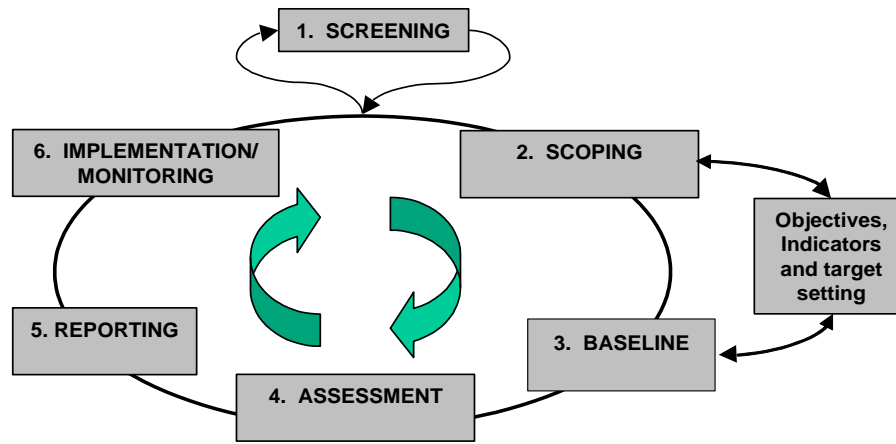 1. SCREENING
2. SCOPING
Objectives,
Indicators
and target
setting
3. BASELINE
4. ASSESSMENT
5. REPORTING
6. IMPLEMENTATION/
MONITORING